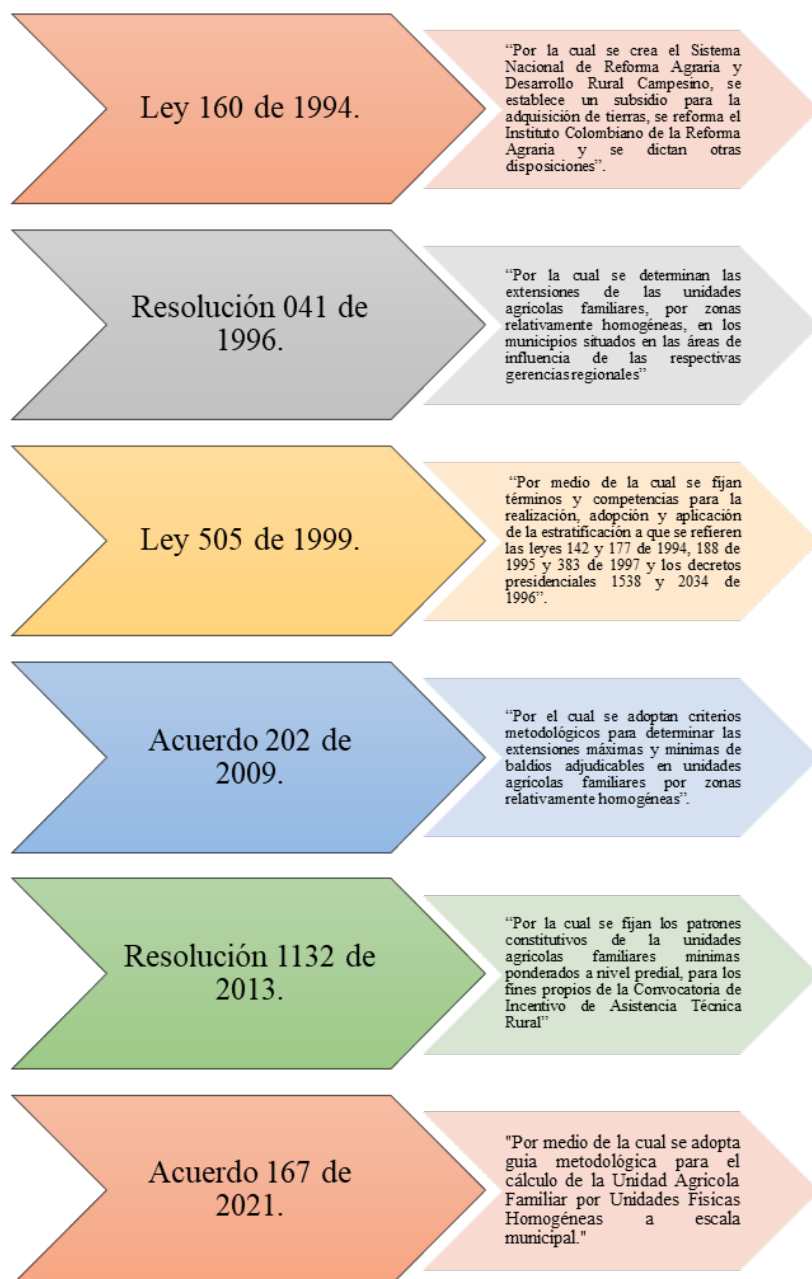 Ley 160 de 1994.
“Por la cual se crea el Sistema
Nacional de Reforma Agraria y
Desarrollo Rural Campesino, se
establece un subsidio para la
adquisición de tierras, se reforma el
Instituto Colombiano de la Reforma
Agraria y se dictan otras
disposiciones”.
Resolución 041 de
1996.
“Por la cual se determinan las
extensiones de las unidades
agrícolas familiares, por zonas
relativamente homogéneas, en los
municipios situados en las áreas de
influencia de las respectivas
gerencias regionales”
Ley 505 de 1999.
“Por medio de la cual se fijan
términos y competencias para la
realización, adopción y aplicación
de la estratificación a que se refieren
las leyes 142 y 177 de 1994, 188 de
1995 y 383 de 1997 y los decretos
presidenciales 1538 y 2034 de
1996”.
Acuerdo 202 de
2009.
“Por el cual se adoptan criterios
metodológicos para determinar las
extensiones máximas y mínimas de
baldíos adjudicables en unidades
agrícolas familiares por zonas
relativamente homogéneas”.
Resolución 1132 de
2013.
“Por la cual se fijan los patrones
constitutivos de la unidades
agrícolas familiares mínimas
ponderados a nivel predial, para los
fines propios de la Convocatoria de
Incentivo de Asistencia Técnica
Rural”
Acuerdo 167 de
2021.
"Por medio de la cual se adopta
guía metodológica para el
cálculo de la Unidad Agrícola
Familiar por Unidades Físicas
Homogéneas a escala
municipal."